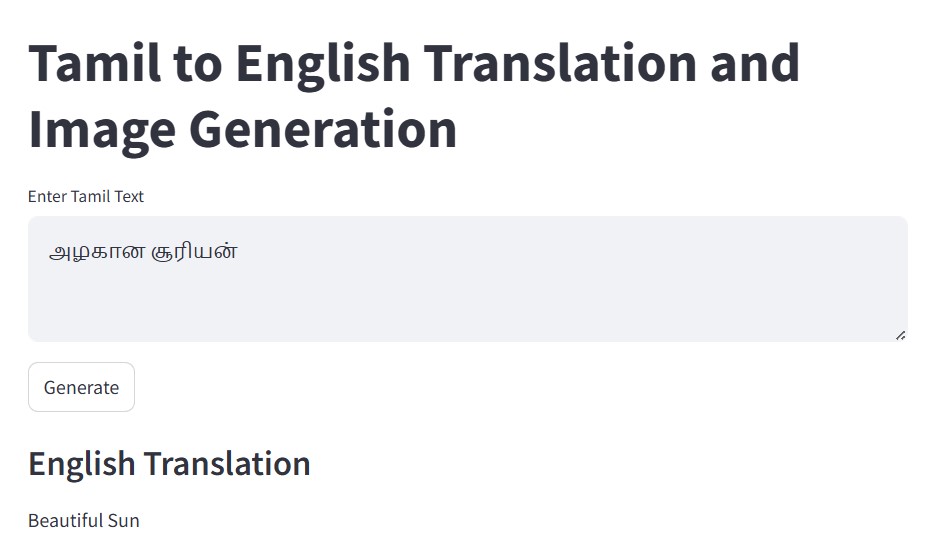 Tamil to English Translation and
Image Generation
Enter Tamil Text
அழகான சூரியன்
Generate
English Translation
Beautiful Sun